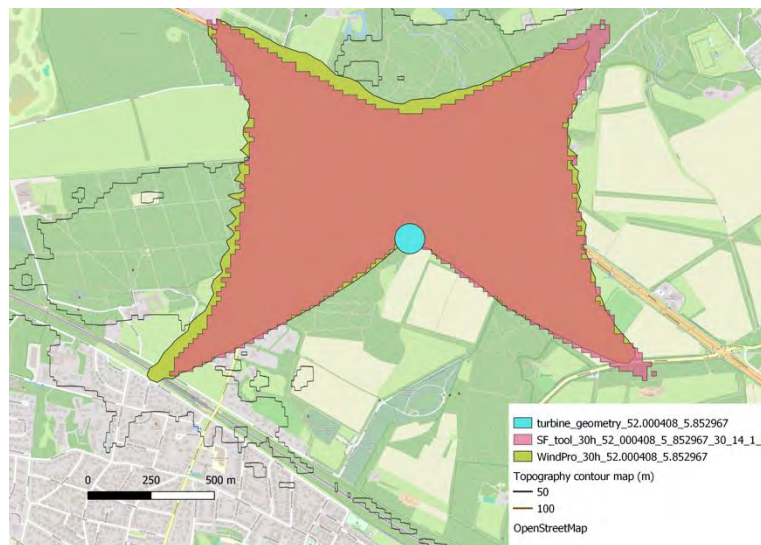 turbine_geometry_52.000408_5.852967
SF_tool_30h_52_000408_5_852967_30_14_1_
WindPro_30h_52.000408_5.852967
Topography contour map (m)
50
100
OpenStreetMap
0 250 500 m